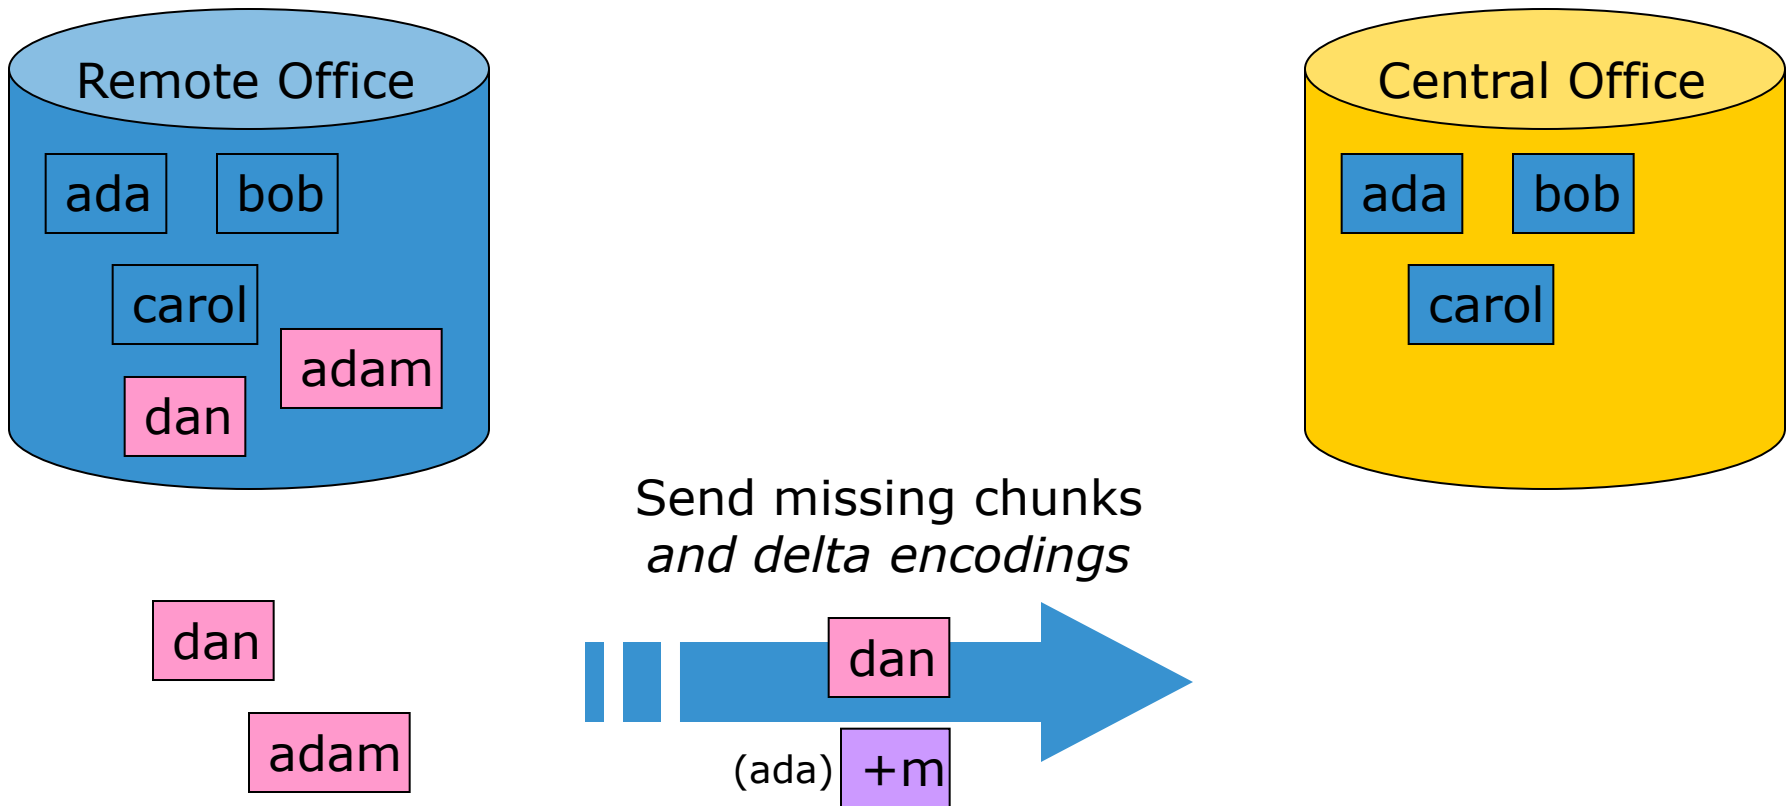 Remote Office
ada
bob
carol
adam
dan
Central Office
ada
bob
carol
Send missing chunks
and delta encodings
dan
adam
dan
(ada)
+m